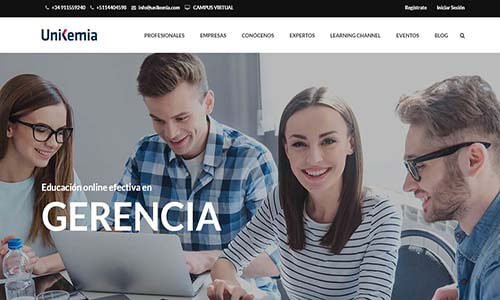 +34 911559240 +5114404598 info@unikemia.com CAMPUS VIRTUAL Regístrate Iniciar Sesión
Unikemia PROFESIONALES EMPRESAS CONÓCENOS EXPERTOS LEARNING CHANNEL EVENTOS BLOG
Educación online efectiva en
GERENCIA